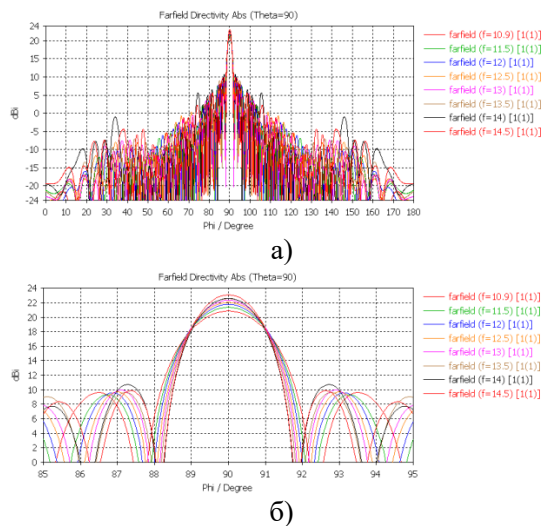 Farfield Directivity Abs (Theta=90)
24
20
15
10
5
0
-5
-10
-15
-20
-24
dBi
0 10 20 30 40 50 60 70 80 90 100 110 120 130 140 150 160 170 180
Phi / Degree
farfield (f=10.9) [1(1)]
farfield (f=11.5) [1(1)]
farfield (f=12) [1(1)]
farfield (f=12.5) [1(1)]
farfield (f=13) [1(1)]
farfield (f=13.5) [1(1)]
farfield (f=14) [1(1)]
farfield (f=14.5) [1(1)]
а)
Farfield Directivity Abs (Theta=90)
24
22
20
18
16
14
12
10
8
6
4
2
0
dBi
85 86 87 88 89 90 91 92 93 94 95
Phi / Degree
farfield (f=10.9) [1(1)]
farfield (f=11.5) [1(1)]
farfield (f=12) [1(1)]
farfield (f=12.5) [1(1)]
farfield (f=13) [1(1)]
farfield (f=13.5) [1(1)]
farfield (f=14) [1(1)]
farfield (f=14.5) [1(1)]
б)